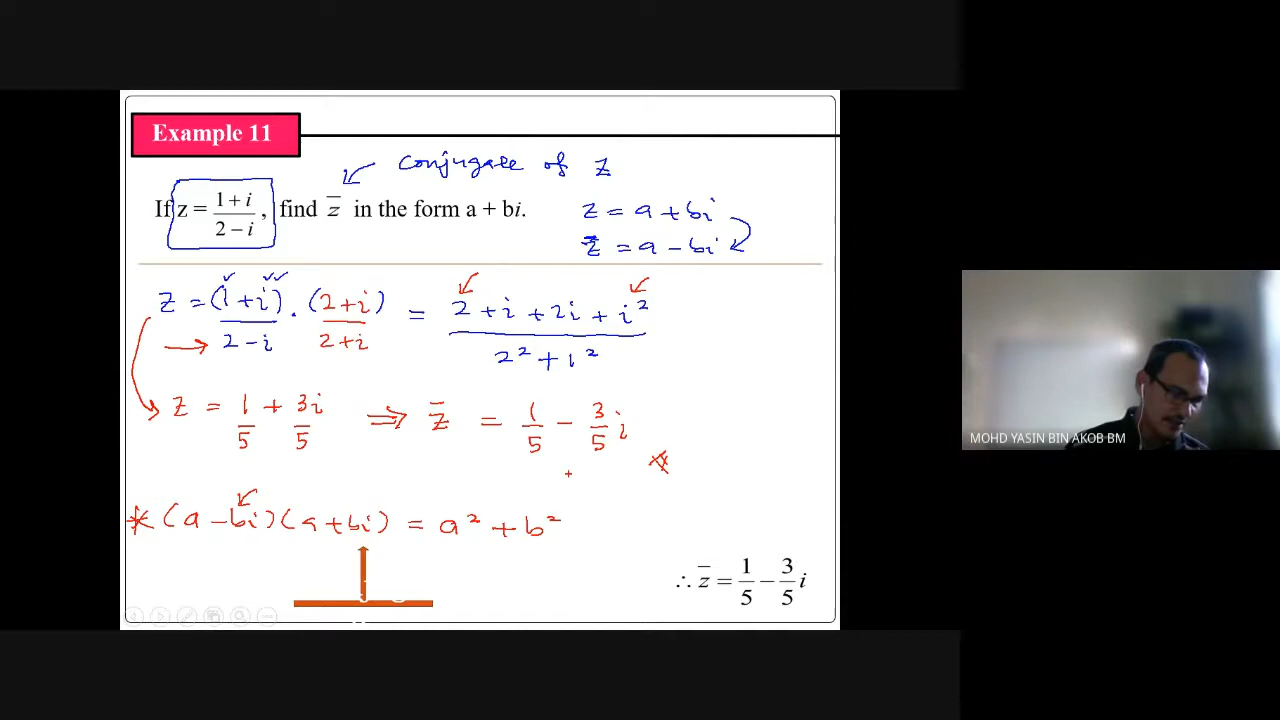 Example 11
conjugate of z
If z = (1 + i)/(2 − i), find z̅ in the form a + bi.
z = a + bi
z̅ = a − bi
z = (1 + i)/(2 − i) · (2 + i)/(2 + i) = (2 + i + 2i + i²)/(2² + 1²)
z = 1/5 + 3i/5 ⇒ z̅ = 1/5 − 3/5 i
* (a − bi)(a + bi) = a² + b²
∴ z̅ = 1/5 − 3/5 i
MOHD YASIN BIN AKOB BM